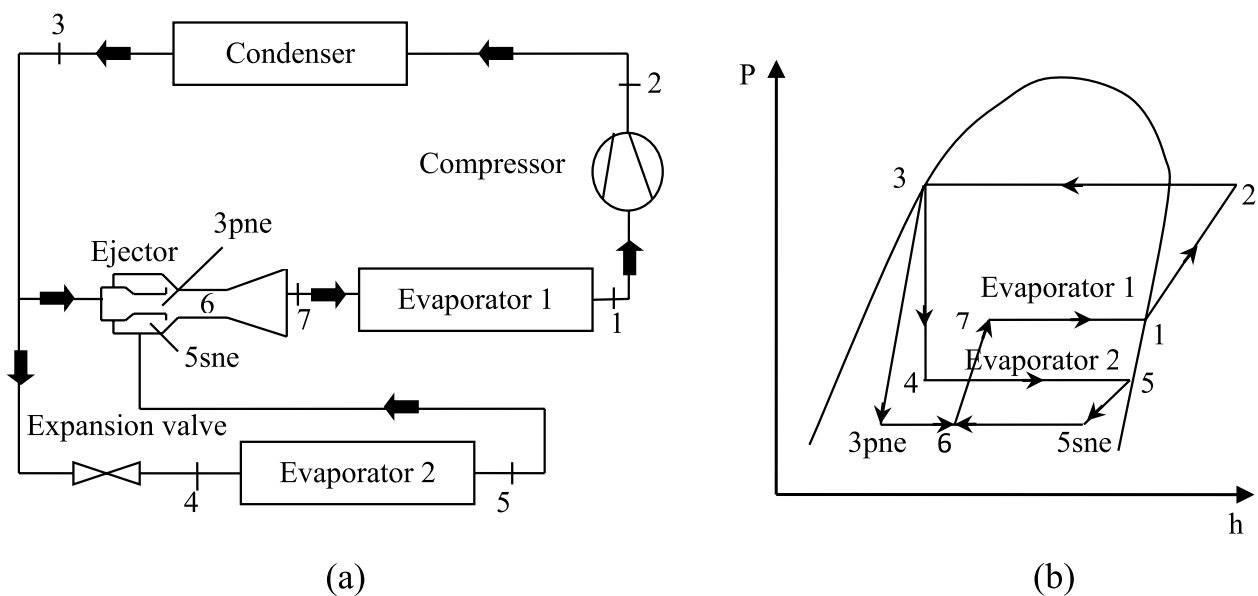 3
Condenser
2
Compressor
3pne
Ejector
6
7
Evaporator 1
1
5sne
Expansion valve
4
Evaporator 2
5
(a)
P
3
2
Evaporator 1
7
1
Evaporator 2
4
5
3pne
6
5sne
h
(b)